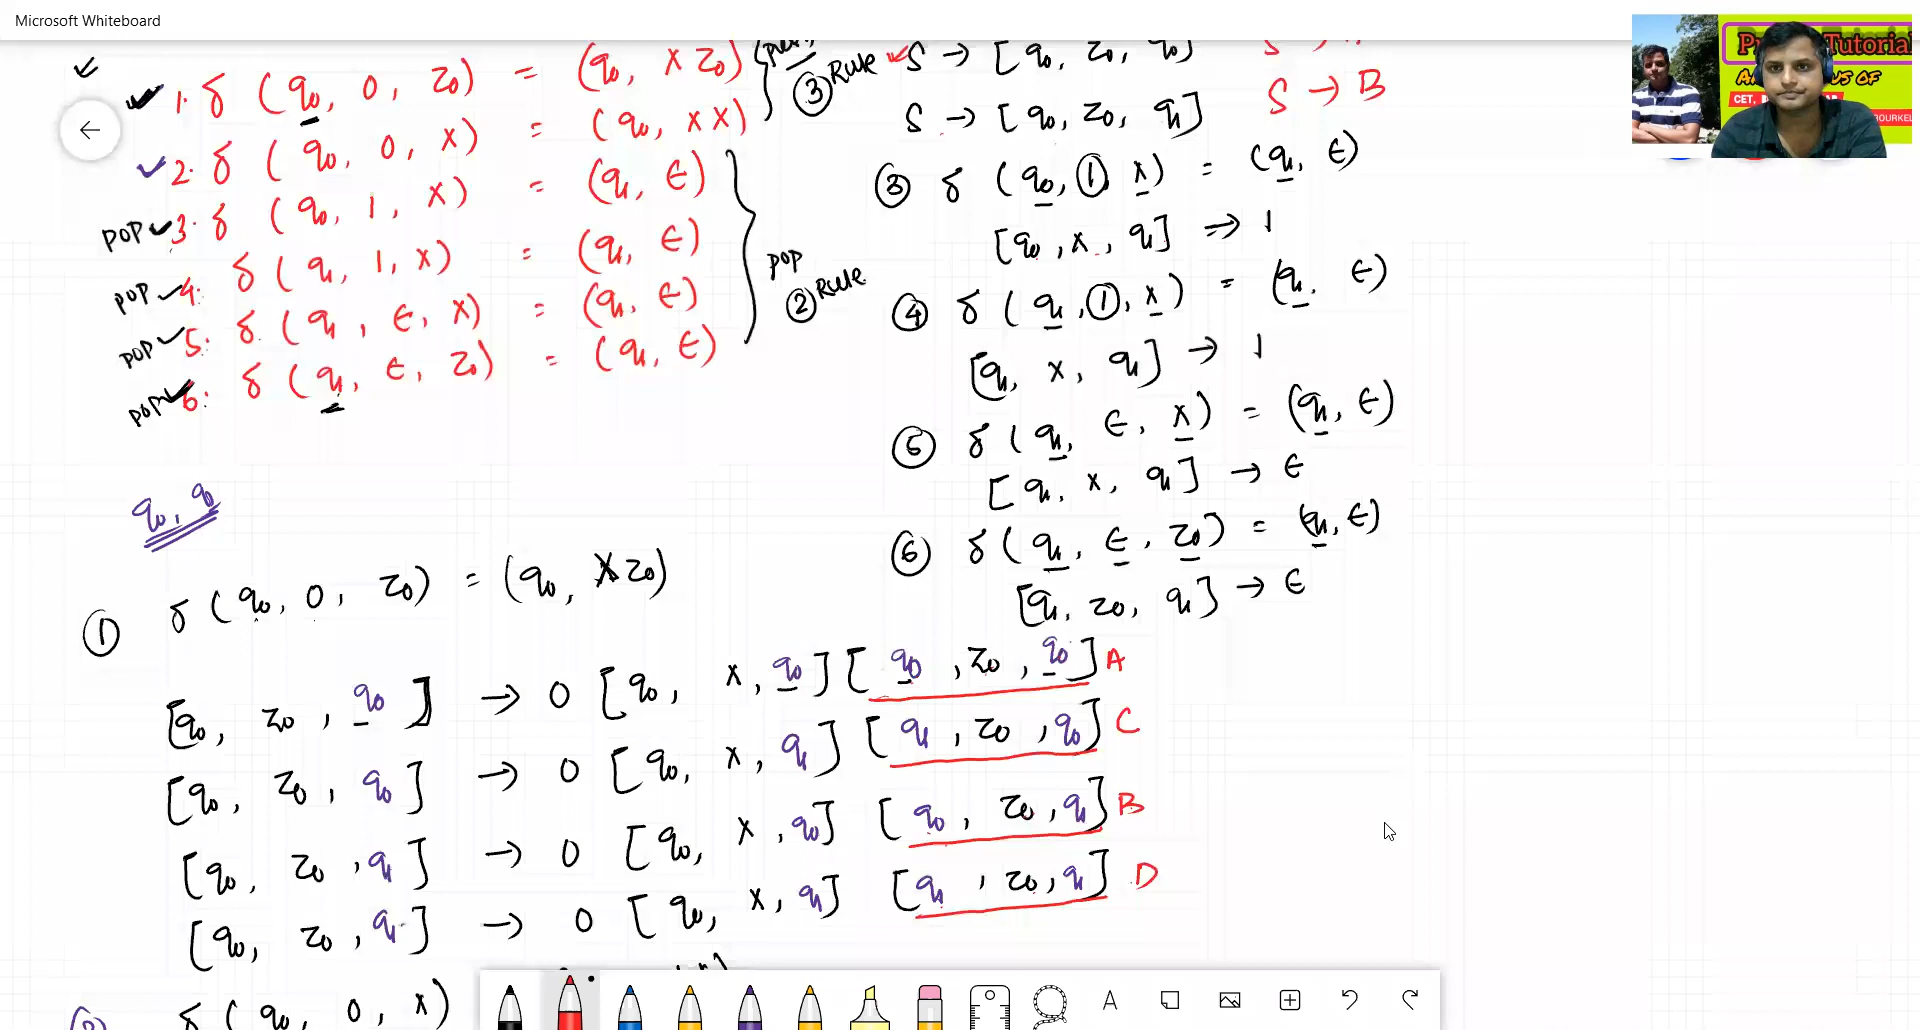 Microsoft Whiteboard
1. δ (q0, 0, z0) = (q0, x z0)
2. δ (q0, 0, x) = (q0, xx)
POP 3. δ (q0, 1, x) = (q1, ε)
POP 4. δ (q1, 1, x) = (q1, ε)
POP 5. δ (q1, ε, x) = (q1, ε)
POP 6. δ (q1, ε, z0) = (q1, ε)
③ Rule
pop
② Rule
S → [q0, z0, q0]
S → [q0, z0, q1] S → B
③ δ (q0, 1, x) = (q1, ε)
[q0, x, q1] → 1
④ δ (q1, 1, x) = (q1, ε)
[q1, x, q1] → 1
⑤ δ (q1, ε, x) = (q1, ε)
[q1, x, q1] → ε
⑥ δ (q1, ε, z0) = (q1, ε)
[q1, z0, q1] → ε
① δ (q0, 0, z0) = (q0, x z0)
[q0, z0, q0] → 0 [q0, x, q0] [q0, z0, q0] A
[q0, z0, q0] → 0 [q0, x, q1] [q1, z0, q0] C
[q0, z0, q1] → 0 [q0, x, q0] [q0, z0, q1] B
[q0, z0, q1] → 0 [q0, x, q1] [q1, z0, q1] D
δ (q0, 0, x)
Tutorial
CET,
A